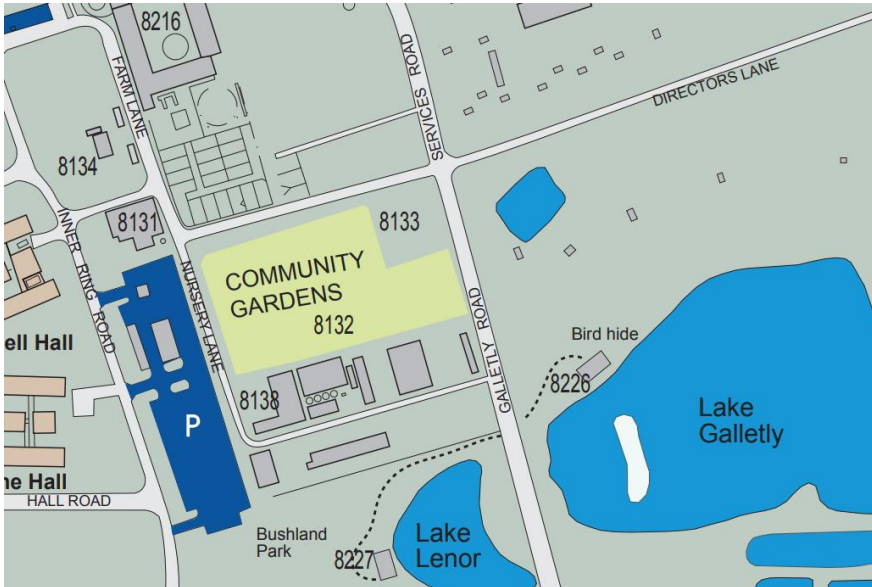 8216
FARM LANE
SERVICES ROAD
DIRECTORS LANE
8134
8131
INNER RING ROAD
NURSERY LANE
8133
COMMUNITY
GARDENS
8132
GALLETLY ROAD
ell Hall
Bird hide
8226
8138
P
Lake
Galletly
ne Hall
HALL ROAD
Bushland
Park
8227
Lake
Lenor